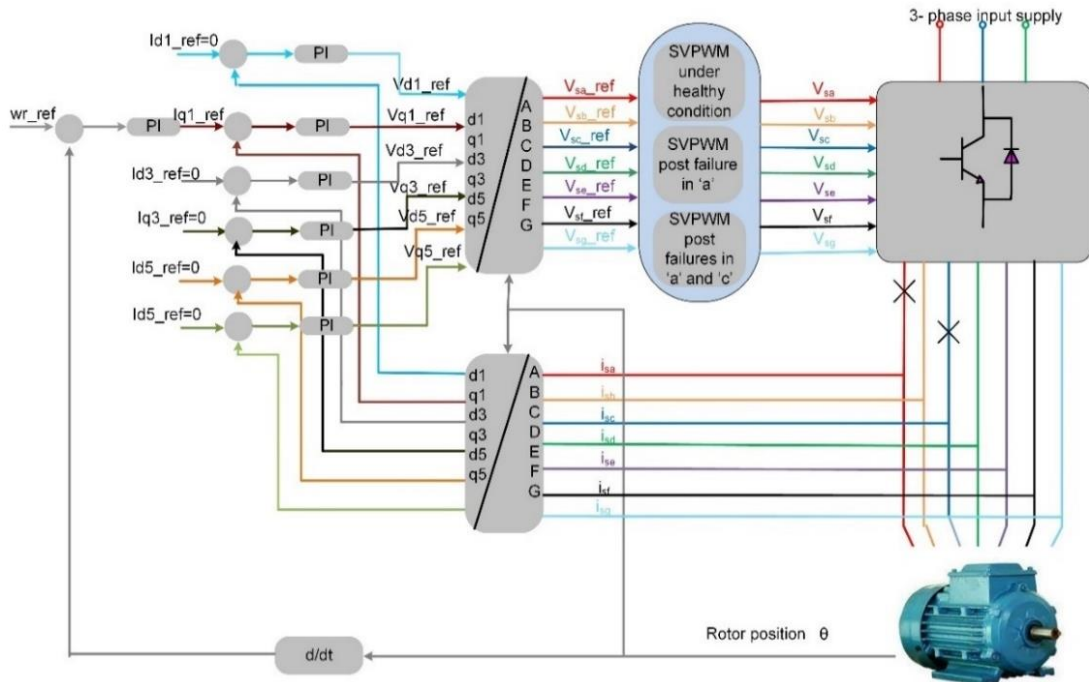 3- phase input supply
Id1_ref=0
PI
Vd1_ref
wr_ref
PI
Iq1_ref
PI
Vq1_ref
Id3_ref=0
PI
Vd3_ref
Iq3_ref=0
PI
Vq3_ref
Id5_ref=0
PI
Vd5_ref
Id5_ref=0
PI
Vq5_ref
d1
q1
d3
q3
d5
q5
A
B
C
D
E
F
G
Vsa_ref
Vsb_ref
Vsc_ref
Vsd_ref
Vse_ref
Vsf_ref
Vsg_ref
SVPWM
under
healthy
condition
SVPWM
post failure
in 'a'
SVPWM
post
failures in
'a' and 'c'
Vsa
Vsb
Vsc
Vsd
Vse
Vsf
Vsg
d1
q1
d3
q3
d5
q5
A
B
C
D
E
F
G
isa
isb
isc
isd
ise
isf
isg
d/dt
Rotor position θ